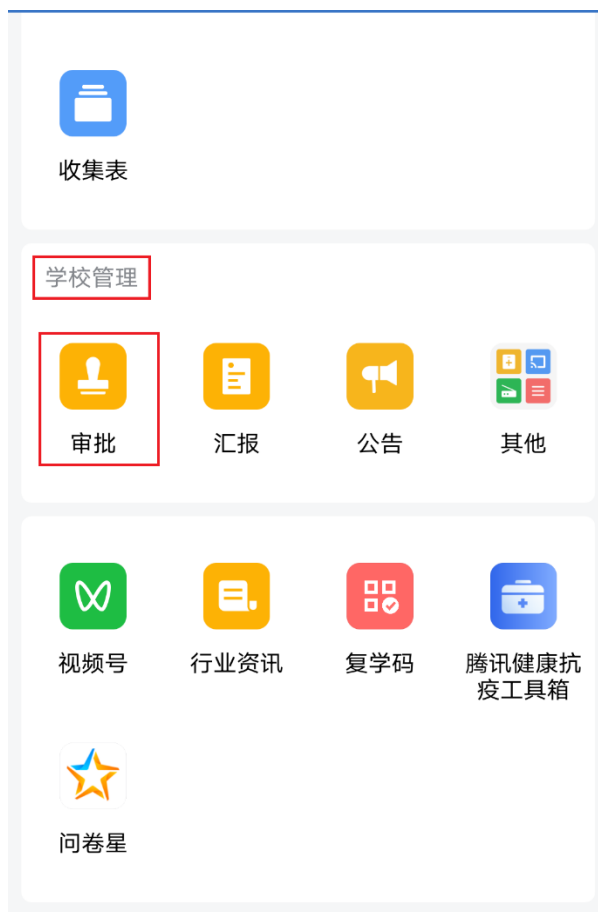 收集表
学校管理
审批
汇报
公告
其他
视频号
行业资讯
复学码
腾讯健康抗
疫工具箱
问卷星